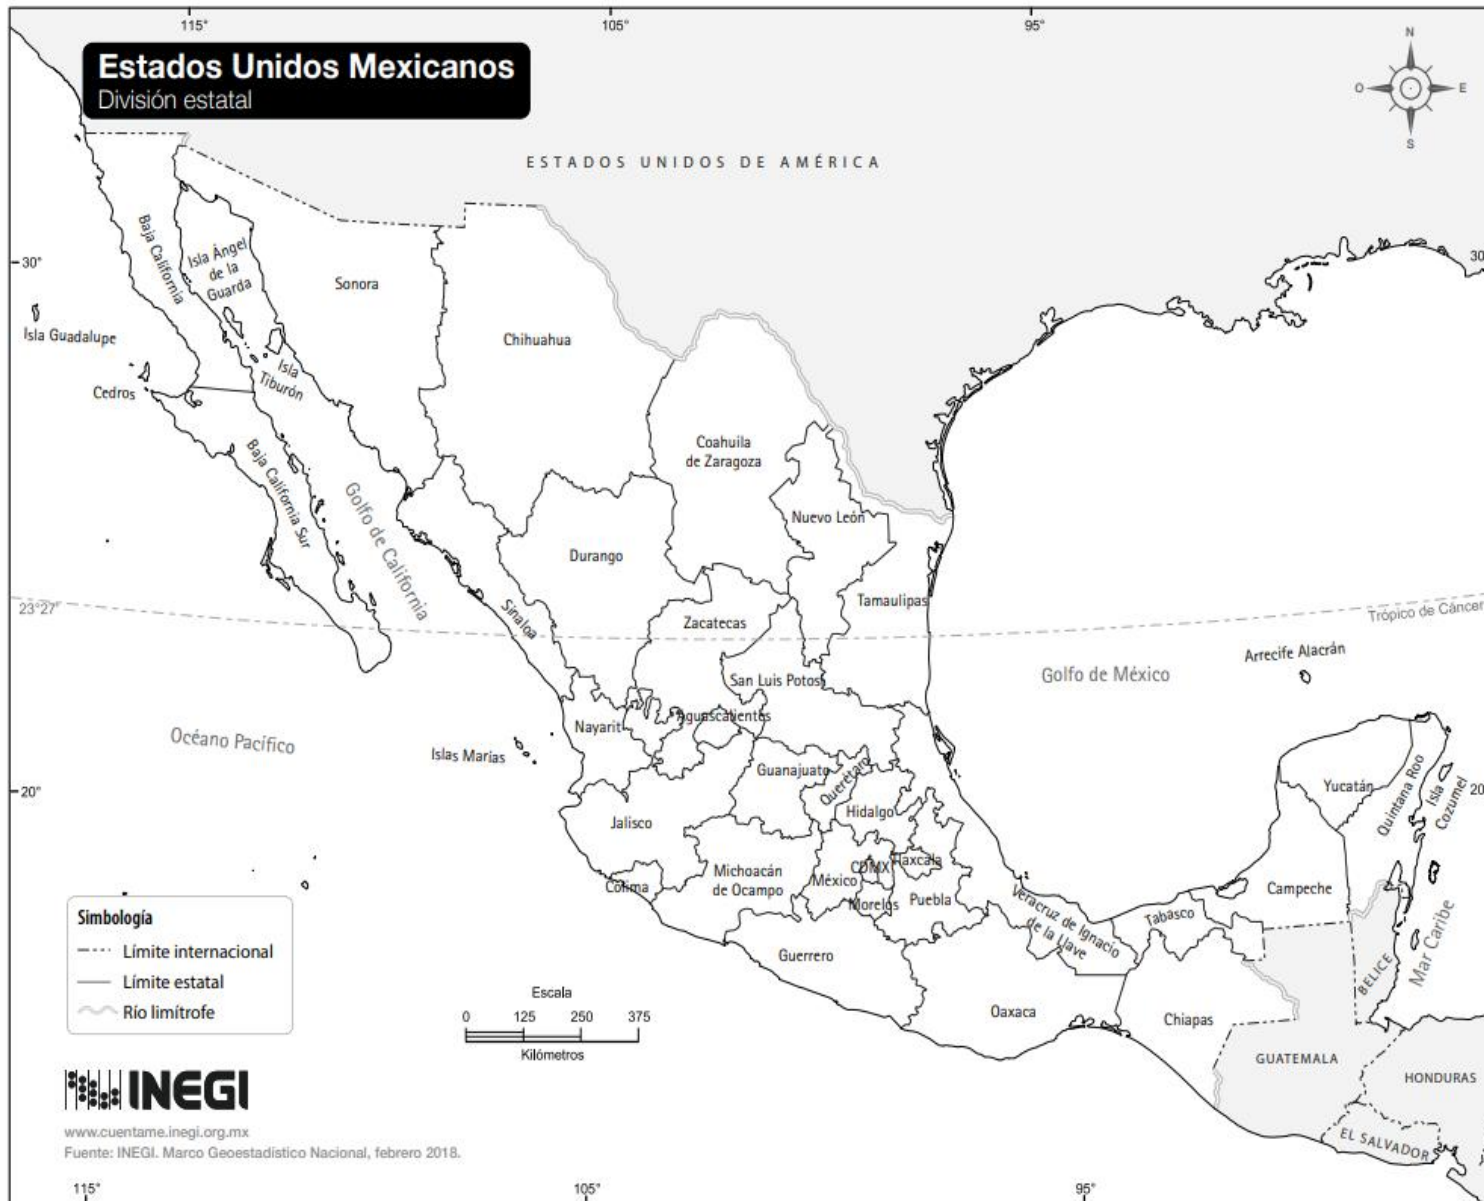 115°
105°
95°
Estados Unidos Mexicanos
División estatal
N
O
E
S
ESTADOS UNIDOS DE AMÉRICA
30°
30
Baja California
Isla Ángel
de la
Guarda
Sonora
Chihuahua
Isla Guadalupe
Isla
Tiburón
Cedros
Coahuila
de Zaragoza
Baja California Sur
Golfo de California
Nuevo León
Durango
23°27'
Sinaloa
Zacatecas
Tamaulipas
Trópico de Cáncer
Arrecife Alacrán
Golfo de México
San Luis Potosí
Océano Pacífico
Islas Marías
Nayarit
Aguascalientes
20°
20
Guanajuato
Querétaro
Hidalgo
Yucatán
Quintana Roo
Isla
Cozumel
Jalisco
Colima
Michoacán
de Ocampo
México
CDMX
Tlaxcala
Morelos
Puebla
Veracruz de Ignacio
de la Llave
Tabasco
Campeche
Mar Caribe
BELICE
Guerrero
Oaxaca
Chiapas
GUATEMALA
HONDURAS
EL SALVADOR
Simbología
Límite internacional
Límite estatal
Río limítrofe
Escala
0 125 250 375
Kilómetros
INEGI
www.cuentame.inegi.org.mx
Fuente: INEGI. Marco Geoestadístico Nacional, febrero 2018.
115°
105°
95°